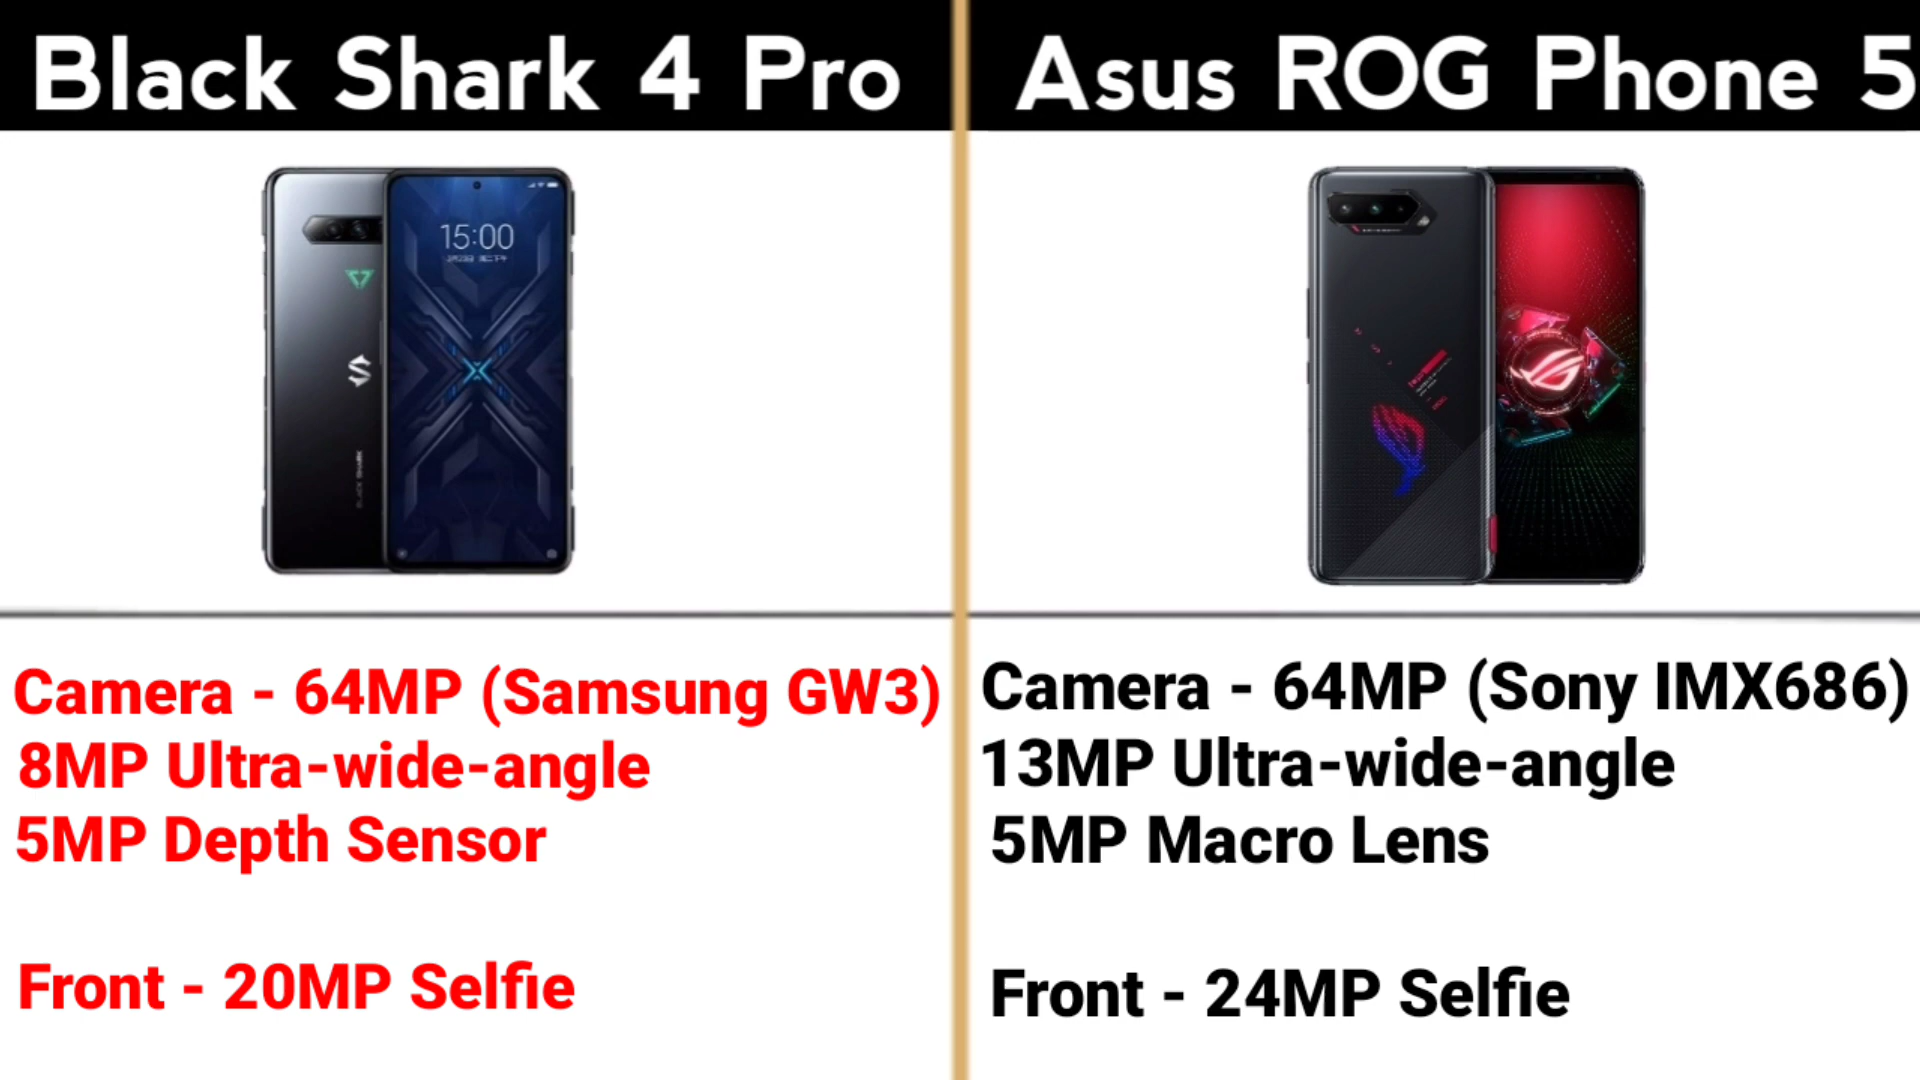 Black Shark 4 Pro
Asus ROG Phone 5
15:00
BLACK SHARK
Camera - 64MP (Samsung GW3)
8MP Ultra-wide-angle
5MP Depth Sensor
Front - 20MP Selfie
Camera - 64MP (Sony IMX686)
13MP Ultra-wide-angle
5MP Macro Lens
Front - 24MP Selfie